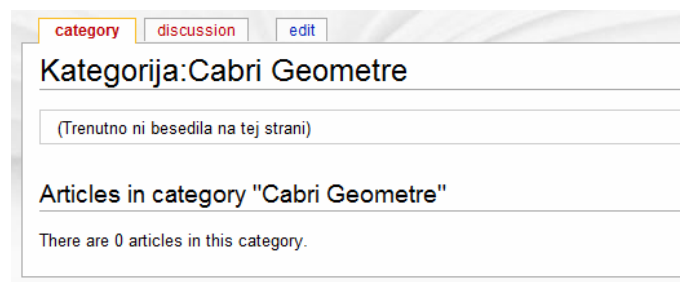 category discussion edit
Kategorija:Cabri Geometre
(Trenutno ni besedila na tej strani)
Articles in category "Cabri Geometre"
There are 0 articles in this category.